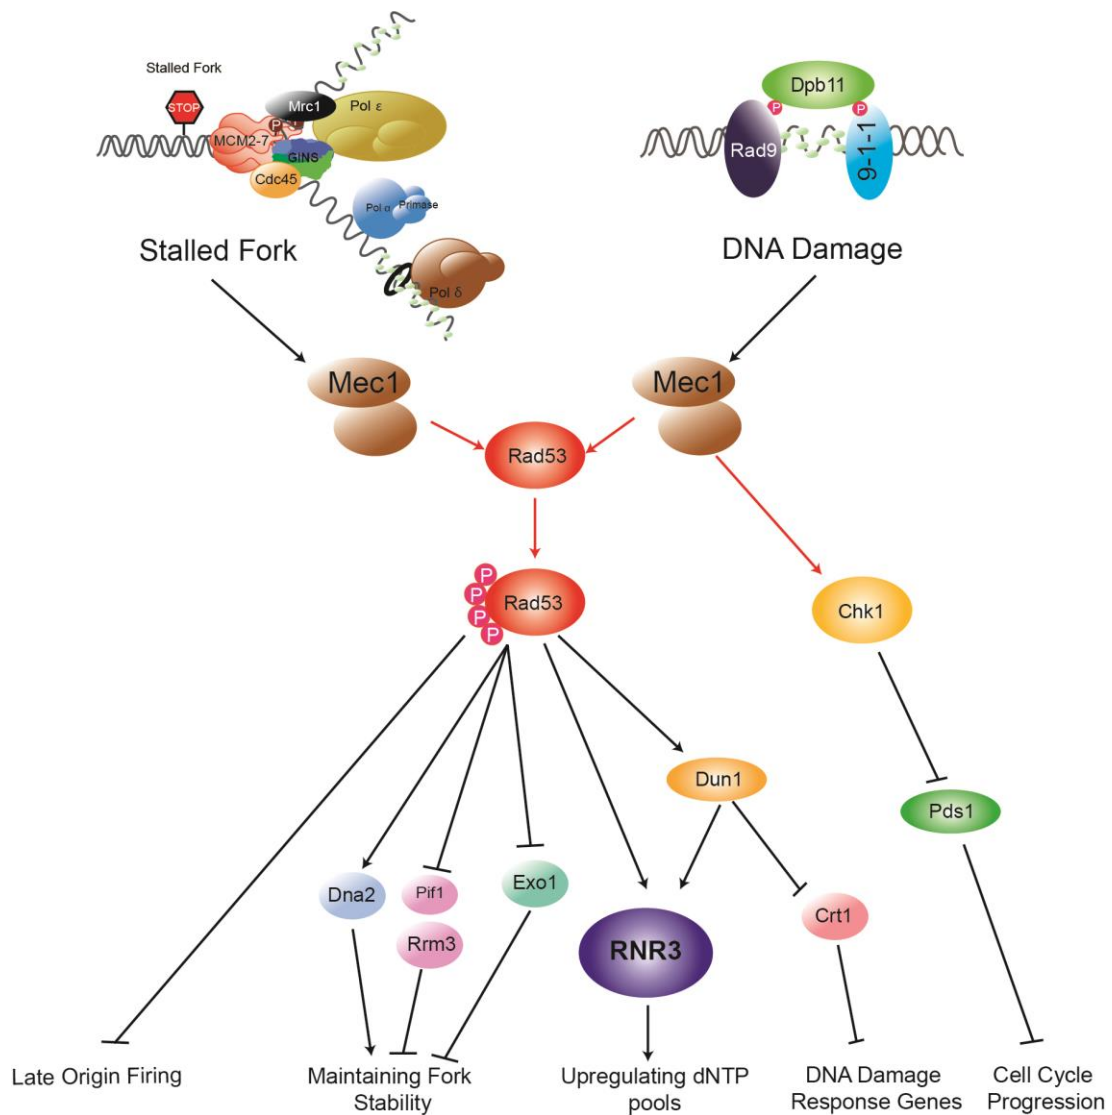 Stalled Fork
STOP
Mrc1
Pol ε
P
MCM2-7
GINS
Cdc45
Pol α
Primase
Pol δ
Stalled Fork
Dpb11
P
P
Rad9
9-1-1
DNA Damage
Mec1
Mec1
Rad53
P
P
P
P
Rad53
Chk1
Dun1
Pds1
Dna2
Pif1
Exo1
Rrm3
RNR3
Crt1
Late Origin Firing
Maintaining Fork
Stability
Upregulating dNTP
pools
DNA Damage
Response Genes
Cell Cycle
Progression